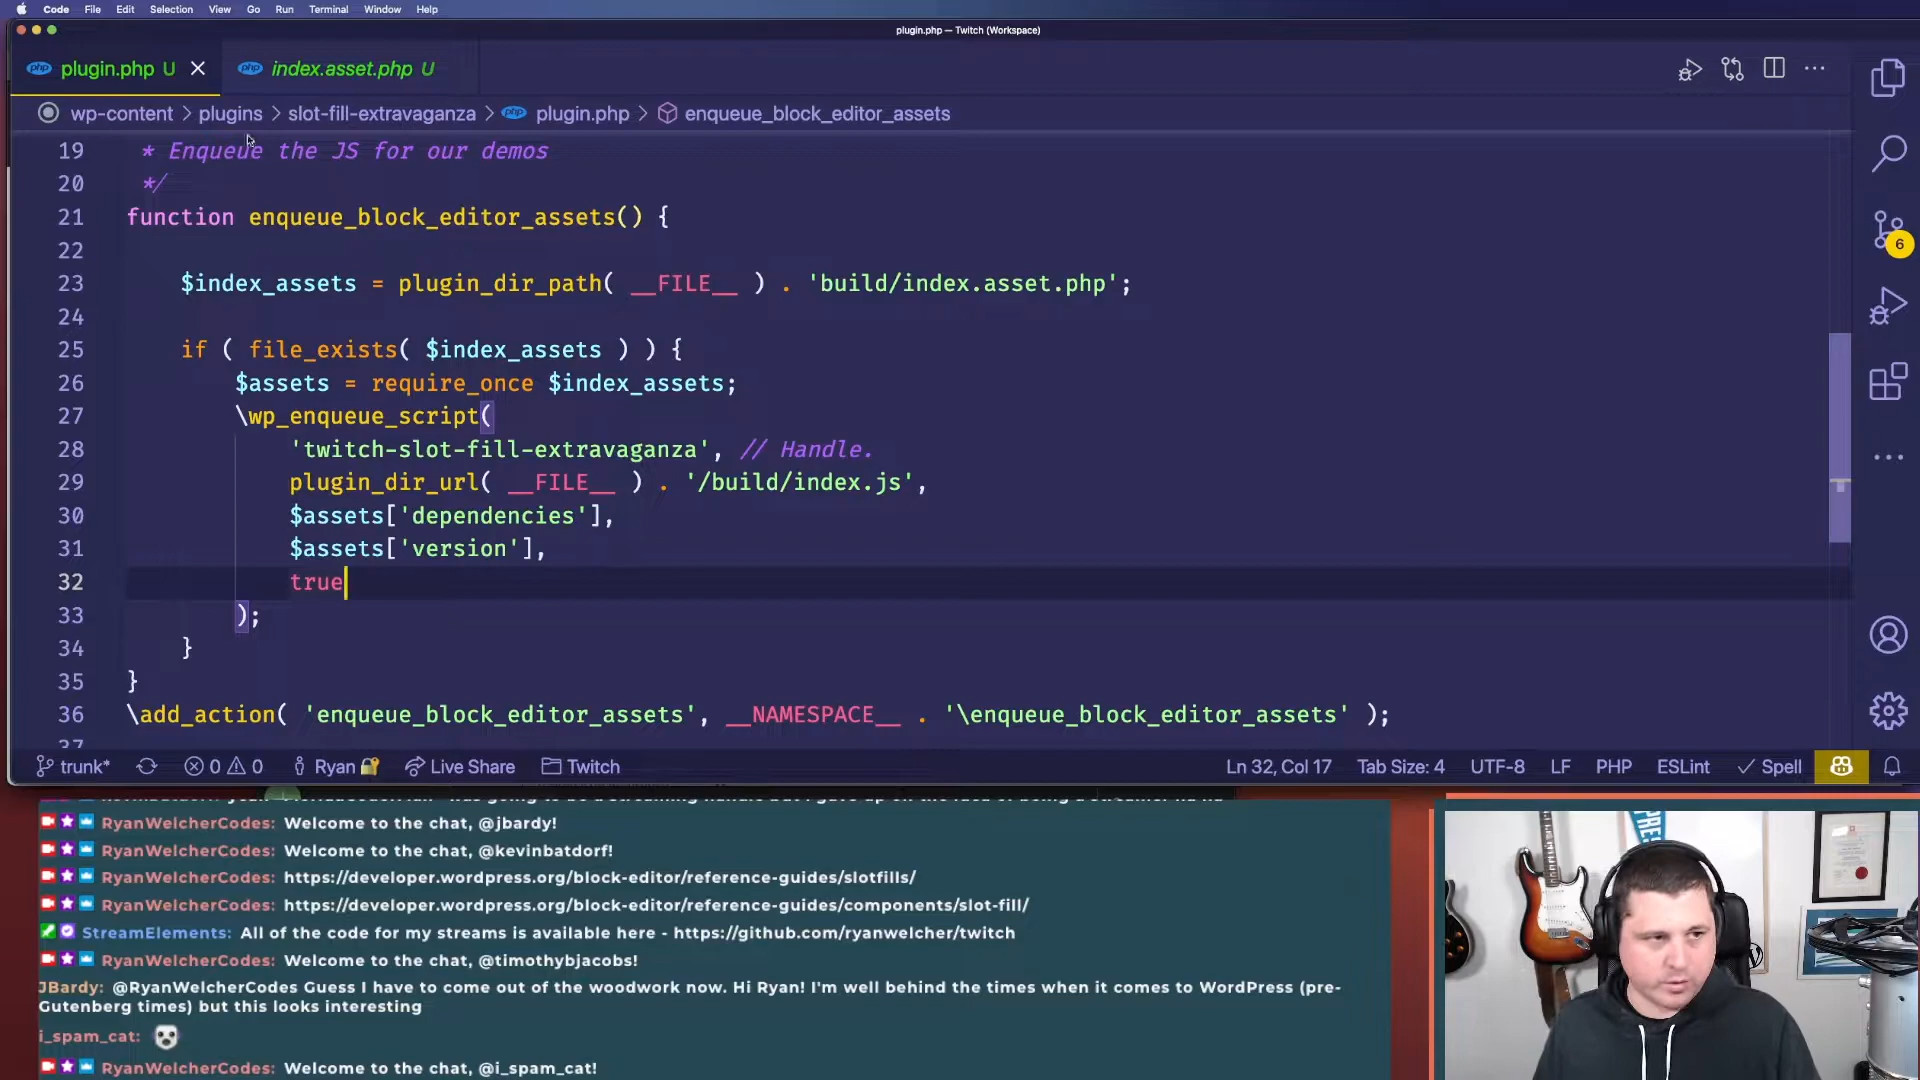 Code File Edit Selection View Go Run Terminal Window Help
plugin.php — Twitch (Workspace)
php plugin.php U
php index.asset.php U
wp-content > plugins > slot-fill-extravaganza > php plugin.php > enqueue_block_editor_assets
19 * Enqueue the JS for our demos
20 */
21 function enqueue_block_editor_assets() {
22
23 $index_assets = plugin_dir_path( __FILE__ ) . 'build/index.asset.php';
24
25 if ( file_exists( $index_assets ) ) {
26 $assets = require_once $index_assets;
27 \wp_enqueue_script(
28 'twitch-slot-fill-extravaganza', // Handle.
29 plugin_dir_url( __FILE__ ) . '/build/index.js',
30 $assets['dependencies'],
31 $assets['version'],
32 true
33 );
34 }
35 }
36 \add_action( 'enqueue_block_editor_assets', __NAMESPACE__ . '\enqueue_block_editor_assets' );
37
6
trunk* 0 0 Ryan Live Share Twitch Ln 32, Col 17 Tab Size: 4 UTF-8 LF PHP ESLint Spell
RyanWelcherCodes: Welcome to the chat, @jbardy!
RyanWelcherCodes: Welcome to the chat, @kevinbatdorf!
RyanWelcherCodes: https://developer.wordpress.org/block-editor/reference-guides/slotfills/
RyanWelcherCodes: https://developer.wordpress.org/block-editor/reference-guides/components/slot-fill/
StreamElements: All of the code for my streams is available here - https://github.com/ryanwelcher/twitch
RyanWelcherCodes: Welcome to the chat, @timothybjacobs!
JBardy: @RyanWelcherCodes Guess I have to come out of the woodwork now. Hi Ryan! I'm well behind the times when it comes to WordPress (pre-
Gutenberg times) but this looks interesting
i_spam_cat:
RyanWelcherCodes: Welcome to the chat, @i_spam_cat!